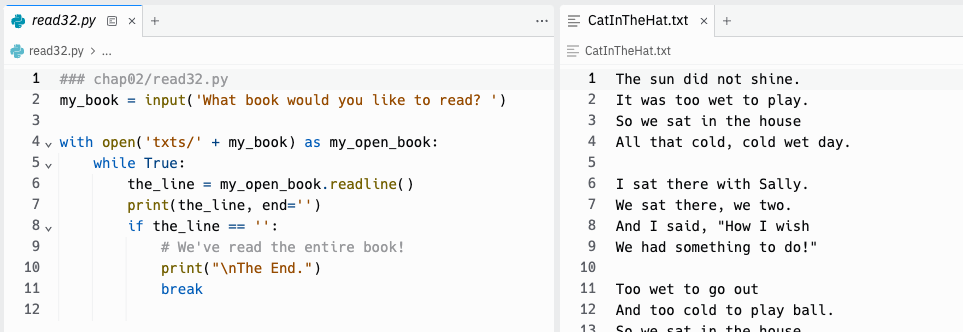 read32.py
read32.py > ...
1 ### chap02/read32.py
2 my_book = input('What book would you like to read? ')
3
4 with open('txts/' + my_book) as my_open_book:
5     while True:
6         the_line = my_open_book.readline()
7         print(the_line, end='')
8         if the_line == '':
9             # We've read the entire book!
10             print("\nThe End.")
11             break
12
CatInTheHat.txt
CatInTheHat.txt
1 The sun did not shine.
2 It was too wet to play.
3 So we sat in the house
4 All that cold, cold wet day.
5
6 I sat there with Sally.
7 We sat there, we two.
8 And I said, "How I wish
9 We had something to do!"
10
11 Too wet to go out
12 And too cold to play ball.
13 So we sat in the house